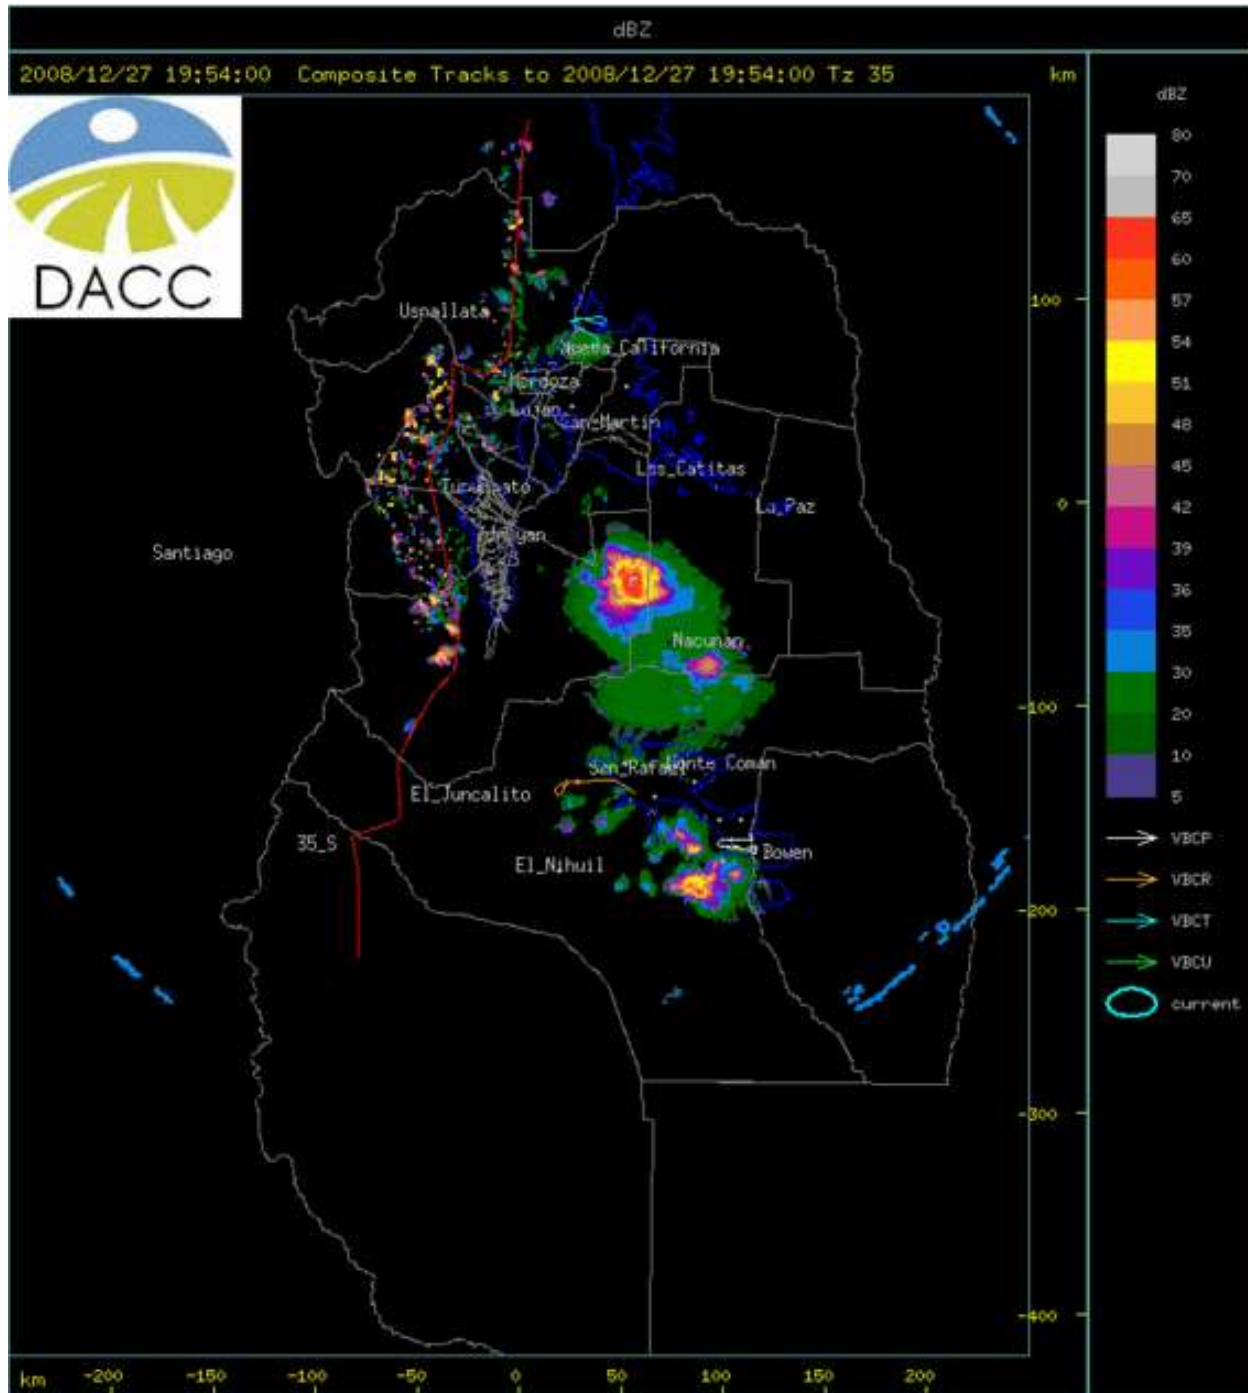 dBZ
2008/12/27 19:54:00 Composite Tracks to 2008/12/27 19:54:00 Tz 35 km
dBZ
DACC
80
70
65
60
57
54
51
48
45
42
39
36
35
30
20
10
5
Uspallata
100
Nueva_California
Mendoza
Lujan
San_Martin
Las_Catitas
Tupungato
La_Paz
0
Santiago
Nacunan
-100
San_Rafael
Monte_Coman
El_Juncalito
35_S
El_Nihuil
Bowen
-200
-300
-400
VBCP
VBCR
VBCT
VBCU
current
km -200 -150 -100 -50 0 50 100 150 200